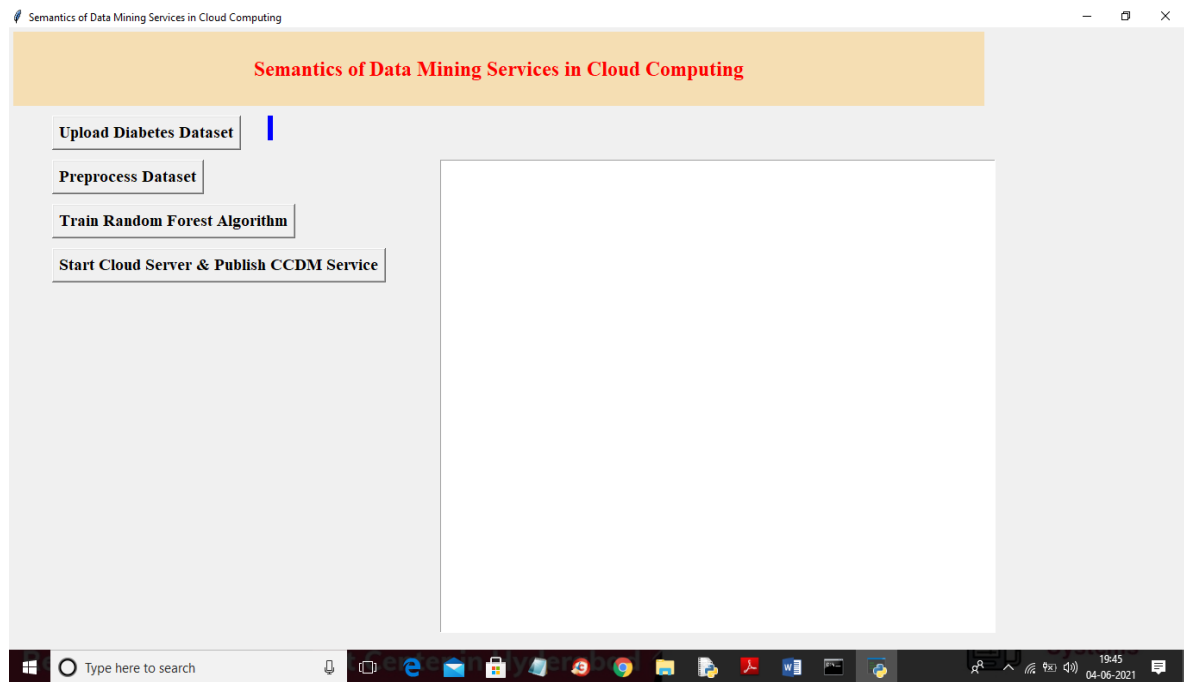 Semantics of Data Mining Services in Cloud Computing
Semantics of Data Mining Services in Cloud Computing
Upload Diabetes Dataset
Preprocess Dataset
Train Random Forest Algorithm
Start Cloud Server & Publish CCDM Service
Type here to search
19:45
04-06-2021